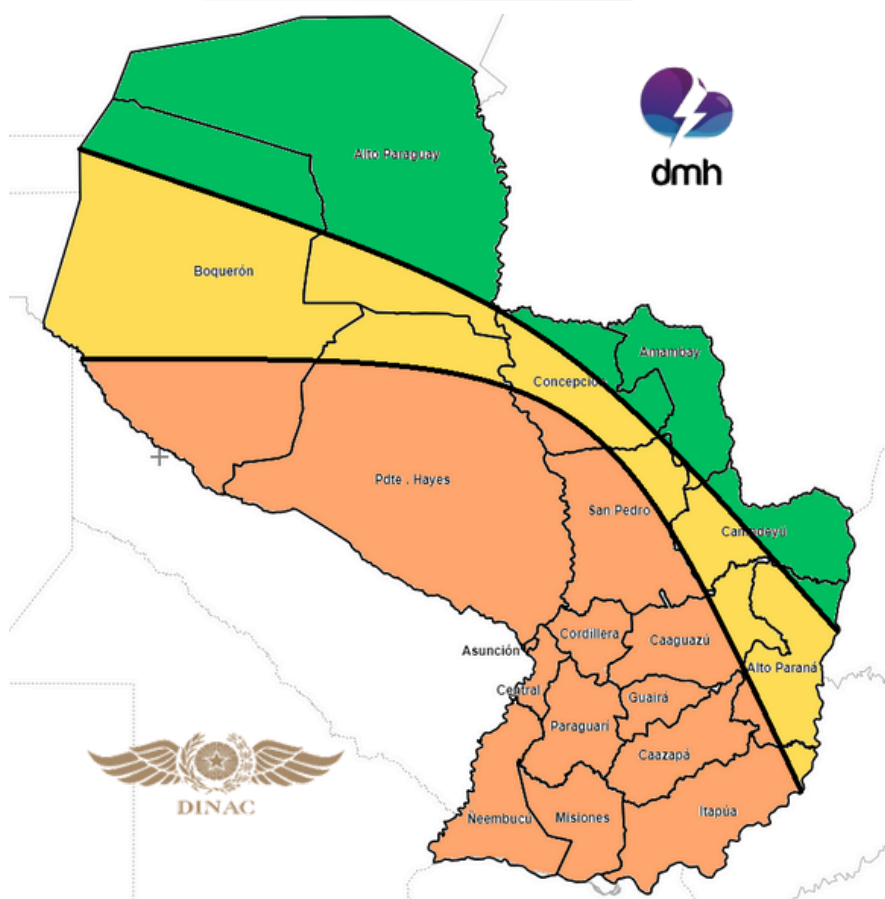 dmh
Alto Paraguay
Boquerón
Amambay
Concepción
Pdte . Hayes
San Pedro
Canindeyú
Cordillera
Caaguazú
Asunción
Alto Paraná
Central
Guairá
Paraguarí
Caazapá
Ñeembucú
Misiones
Itapúa
DINAC